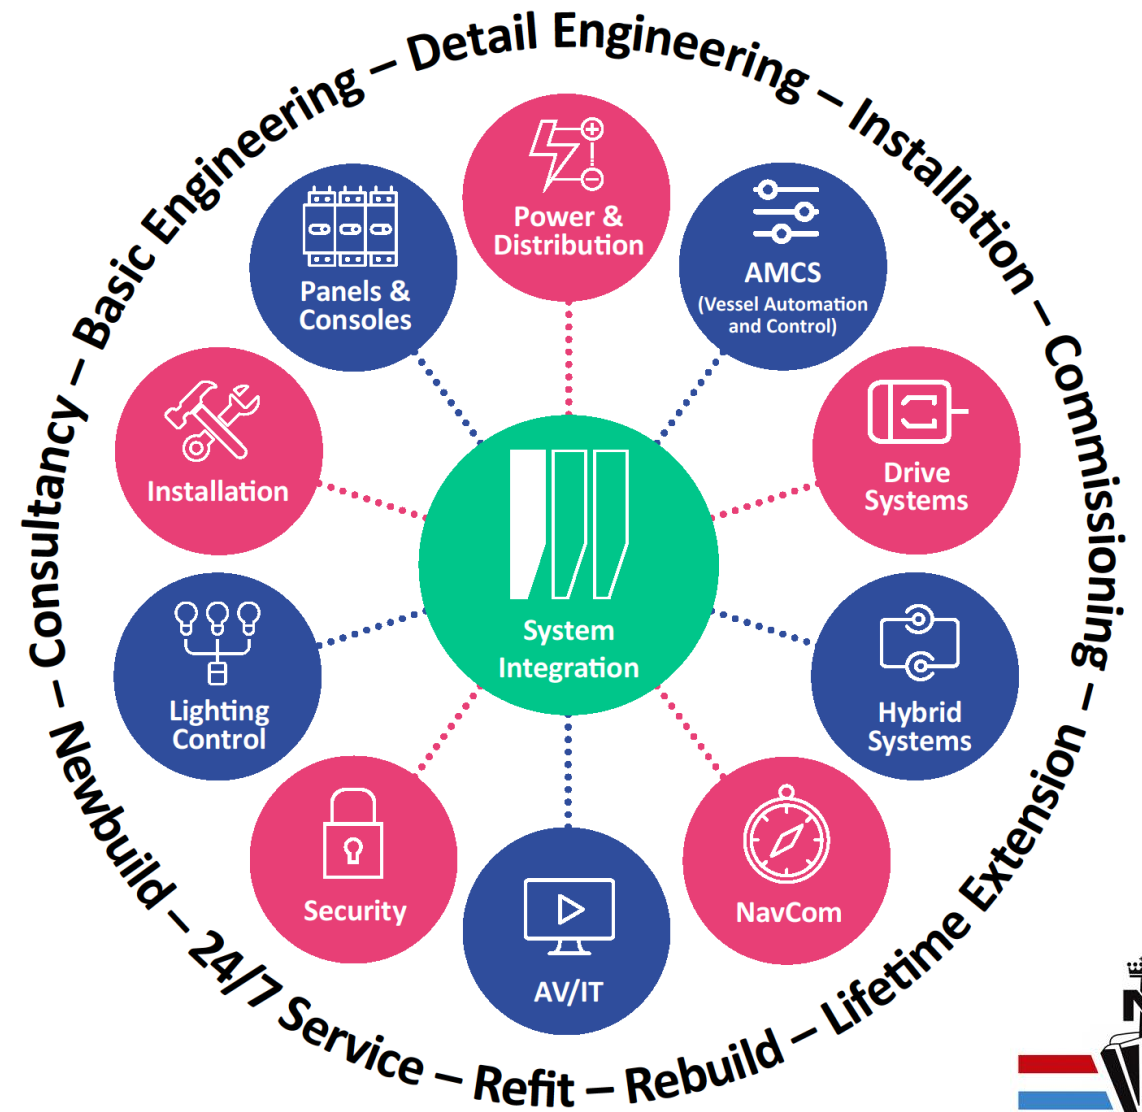 Consultancy – Basic Engineering – Detail Engineering – Installation – Commissioning – Lifetime Extension – Rebuild – Refit – 24/7 Service – Newbuild –
Power &
Distribution
AMCS
(Vessel Automation
and Control)
Drive
Systems
Hybrid
Systems
NavCom
AV/IT
Security
Lighting
Control
Installation
Panels &
Consoles
System
Integration